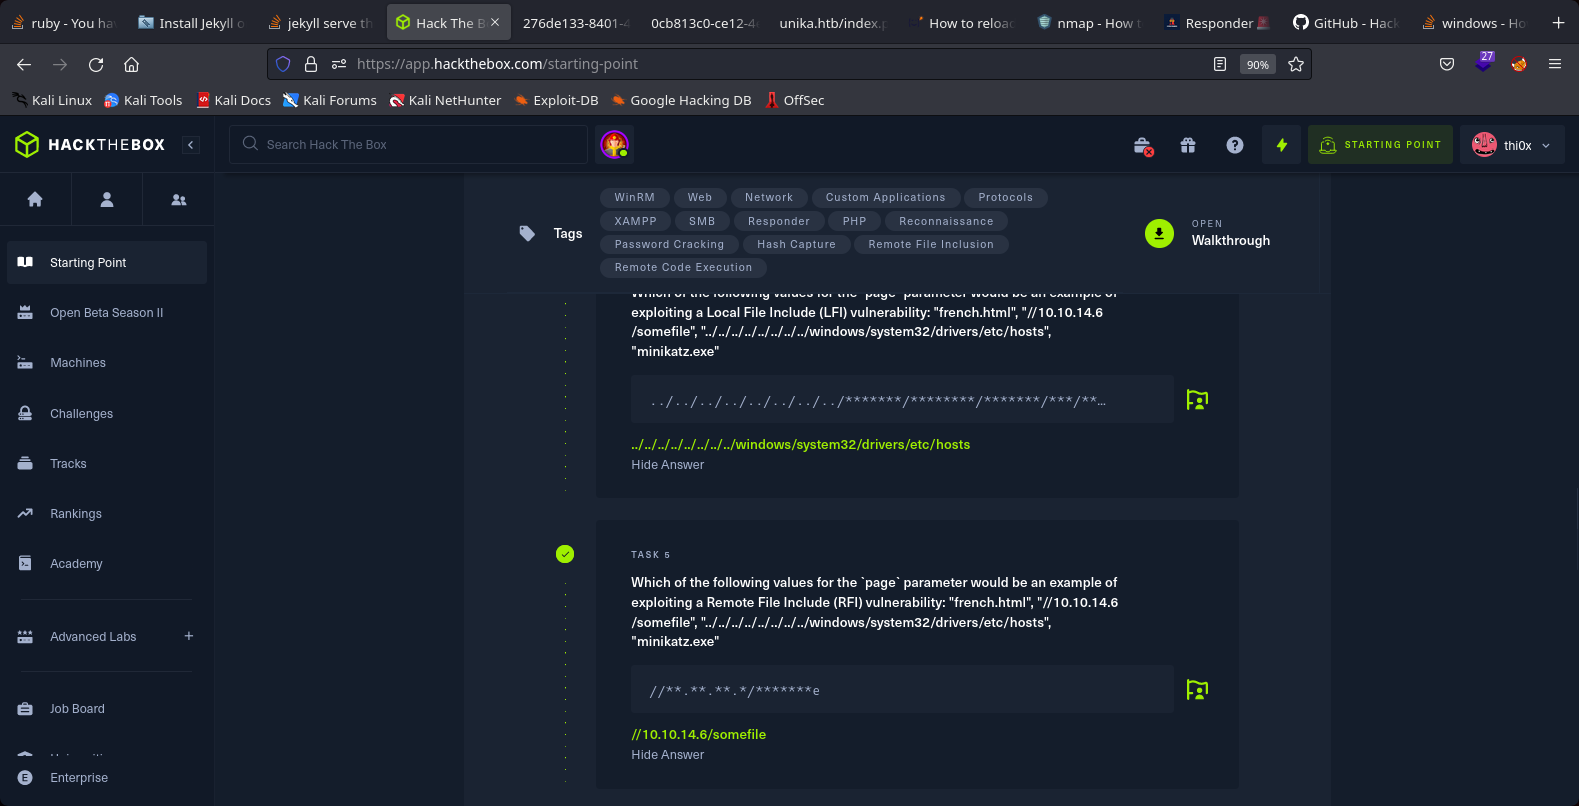 ruby - You ha
Install Jekyll o
jekyll serve th
Hack The B
276de133-8401-4
0cb813c0-ce12-4
unika.htb/index.p
How to reloa
nmap - How t
Responder
GitHub - Hack
windows - Ho
https://app.hackthebox.com/starting-point
90%
27
Kali Linux
Kali Tools
Kali Docs
Kali Forums
Kali NetHunter
Exploit-DB
Google Hacking DB
OffSec
HACKTHEBOX
Search Hack The Box
STARTING POINT
thi0x
Starting Point
Open Beta Season II
Machines
Challenges
Tracks
Rankings
Academy
Advanced Labs
Job Board
Enterprise
Tags
WinRM
Web
Network
Custom Applications
Protocols
XAMPP
SMB
Responder
PHP
Reconnaissance
Password Cracking
Hash Capture
Remote File Inclusion
Remote Code Execution
OPEN
Walkthrough
Which of the following values for the `page` parameter would be an example of
exploiting a Local File Include (LFI) vulnerability: "french.html", "//10.10.14.6
/somefile", "../../../../../../../../windows/system32/drivers/etc/hosts",
"minikatz.exe"
../../../../../../../../*******/********/*******/***/**…
../../../../../../../../windows/system32/drivers/etc/hosts
Hide Answer
TASK 5
Which of the following values for the `page` parameter would be an example of
exploiting a Remote File Include (RFI) vulnerability: "french.html", "//10.10.14.6
/somefile", "../../../../../../../../windows/system32/drivers/etc/hosts",
"minikatz.exe"
//**.**.**.*/*******e
//10.10.14.6/somefile
Hide Answer